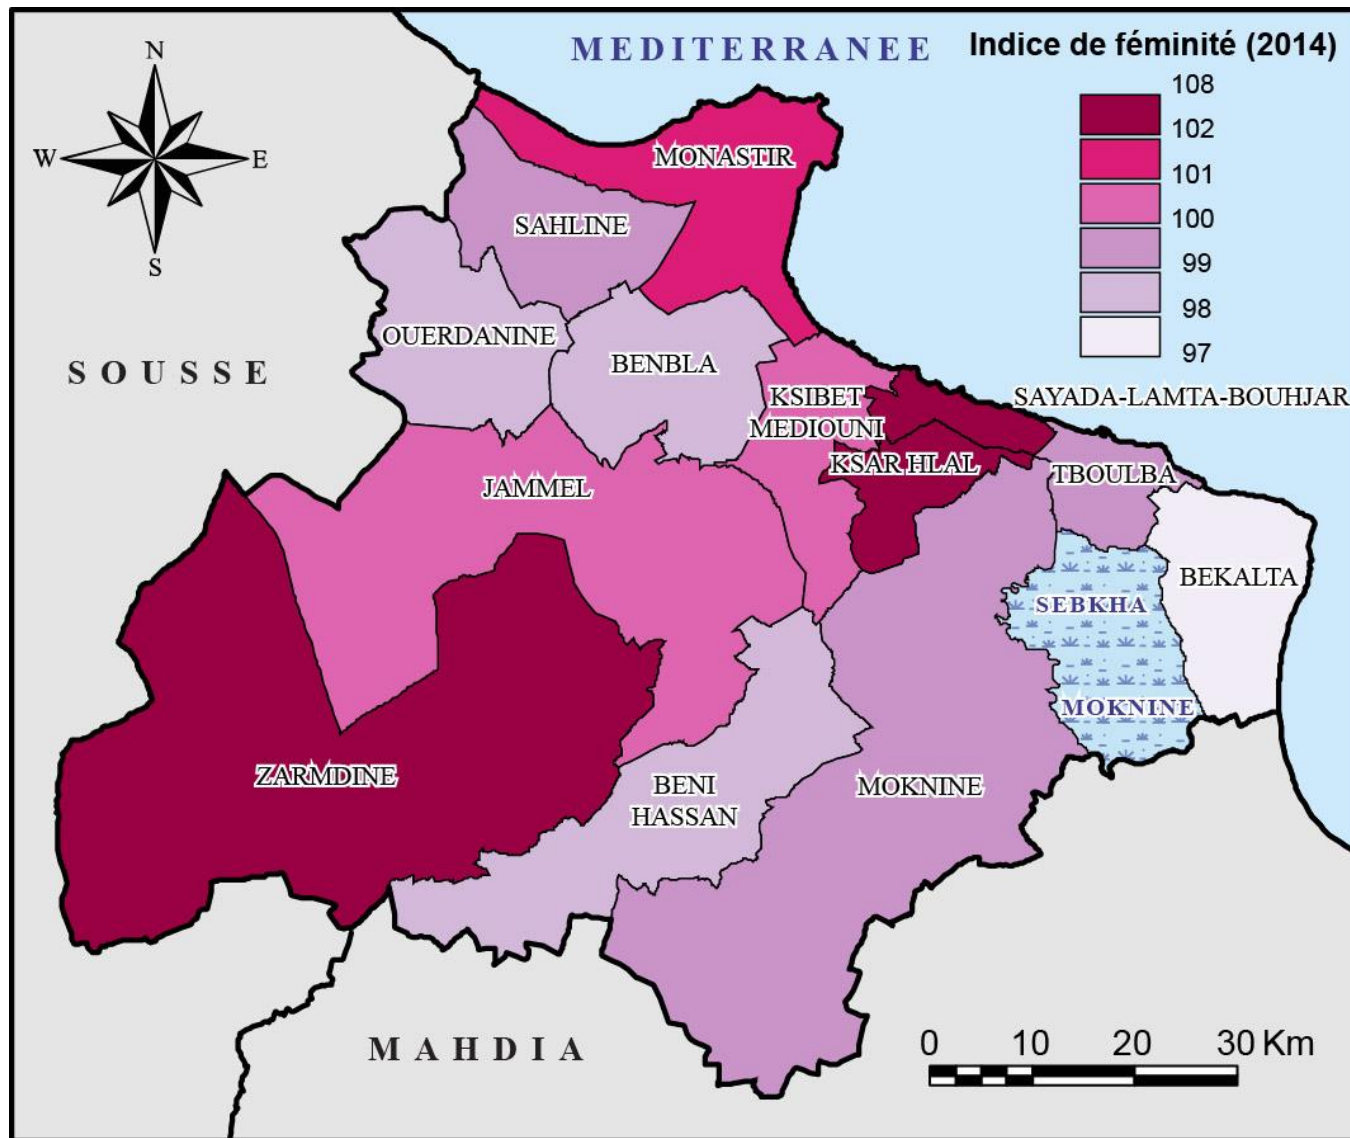 MEDITERRANEE
Indice de féminité (2014)
108
102
101
100
99
98
97
N
W
E
S
MONASTIR
SAHLINE
OUERDANINE
BENBLA
SOUSSE
KSIBET
MEDIOUNI
SAYADA-LAMTA-BOUHJAR
KSAR HLAL
TBOULBA
JAMMEL
BEKALTA
SEBKHA
MOKNINE
ZARMDINE
BENI
HASSAN
MOKNINE
MAHDIA
0 10 20 30 Km